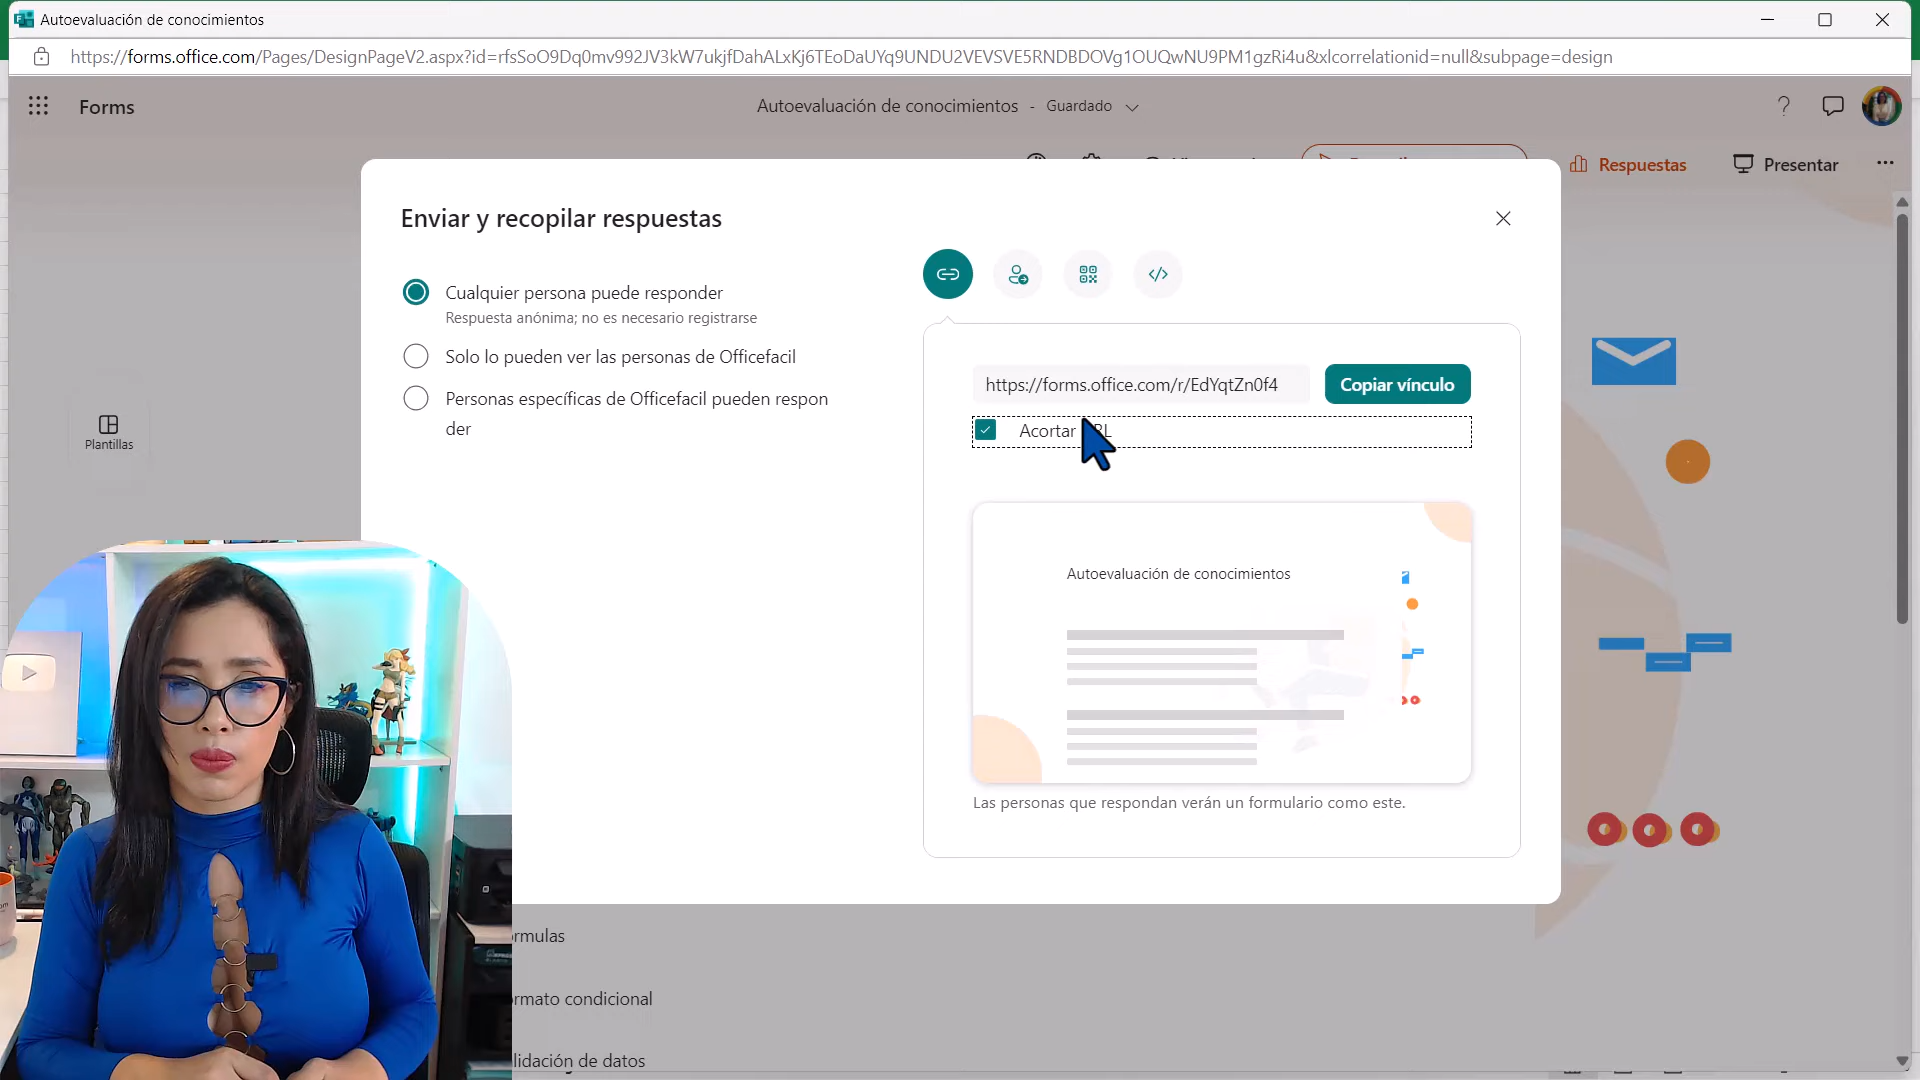 Autoevaluación de conocimientos
https://forms.office.com/Pages/DesignPageV2.aspx?id=rfsSoO9Dq0mv992JV3kW7ukjfDahALxKj6TEoDaUYq9UNDU2VEVSVE5RNDBDOVg1OUQwNU9PM1gzRi4u&xlcorrelationid=null&subpage=design
Forms
Autoevaluación de conocimientos - Guardado
Respuestas
Presentar
Enviar y recopilar respuestas
Cualquier persona puede responder
Respuesta anónima; no es necesario registrarse
Solo lo pueden ver las personas de Officefacil
Personas específicas de Officefacil pueden respon
der
https://forms.office.com/r/EdYqtZn0f4
Copiar vínculo
Acortar
Plantillas
Autoevaluación de conocimientos
Las personas que respondan verán un formulario como este.
ormulas
ormato condicional
lidación de datos